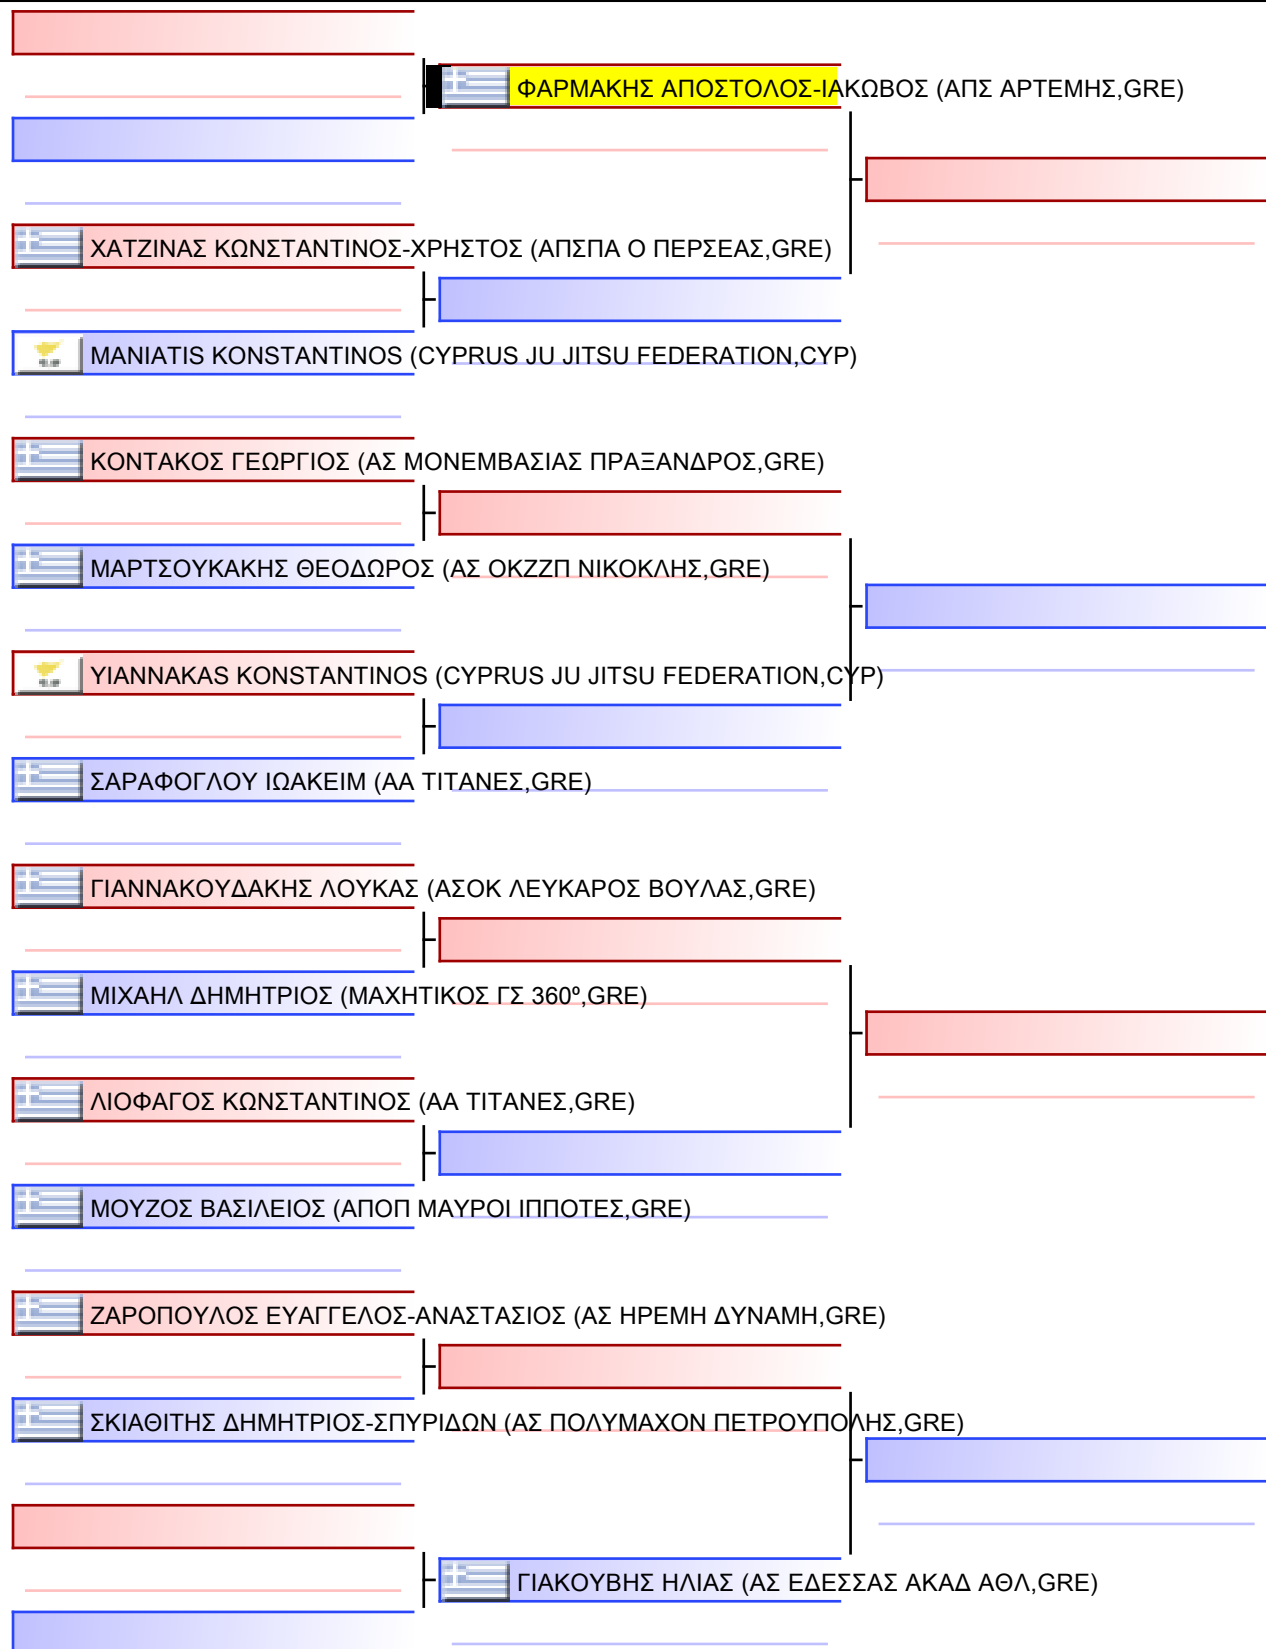 ΦΑΡΜΑΚΗΣ ΑΠΟΣΤΟΛΟΣ-ΙΑΚΩΒΟΣ (ΑΠΣ ΑΡΤΕΜΗΣ,GRE)
ΧΑΤΖΙΝΑΣ ΚΩΝΣΤΑΝΤΙΝΟΣ-ΧΡΗΣΤΟΣ (ΑΠΣΠΑ Ο ΠΕΡΣΕΑΣ,GRE)
MANIATIS KONSTANTINOS (CYPRUS JU JITSU FEDERATION,CYP)
ΚΟΝΤΑΚΟΣ ΓΕΩΡΓΙΟΣ (ΑΣ ΜΟΝΕΜΒΑΣΙΑΣ ΠΡΑΞΑΝΔΡΟΣ,GRE)
ΜΑΡΤΣΟΥΚΑΚΗΣ ΘΕΟΔΩΡΟΣ (ΑΣ ΟΚΖΖΠ ΝΙΚΟΚΛΗΣ,GRE)
YIANNAKAS KONSTANTINOS (CYPRUS JU JITSU FEDERATION,CYP)
ΣΑΡΑΦΟΓΛΟΥ ΙΩΑΚΕΙΜ (ΑΑ ΤΙΤΑΝΕΣ,GRE)
ΓΙΑΝΝΑΚΟΥΔΑΚΗΣ ΛΟΥΚΑΣ (ΑΣΟΚ ΛΕΥΚΑΡΟΣ ΒΟΥΛΑΣ,GRE)
ΜΙΧΑΗΛ ΔΗΜΗΤΡΙΟΣ (ΜΑΧΗΤΙΚΟΣ ΓΣ 360º,GRE)
ΛΙΟΦΑΓΟΣ ΚΩΝΣΤΑΝΤΙΝΟΣ (ΑΑ ΤΙΤΑΝΕΣ,GRE)
ΜΟΥΖΟΣ ΒΑΣΙΛΕΙΟΣ (ΑΠΟΠ ΜΑΥΡΟΙ ΙΠΠΟΤΕΣ,GRE)
ΖΑΡΟΠΟΥΛΟΣ ΕΥΑΓΓΕΛΟΣ-ΑΝΑΣΤΑΣΙΟΣ (ΑΣ ΗΡΕΜΗ ΔΥΝΑΜΗ,GRE)
ΣΚΙΑΘΙΤΗΣ ΔΗΜΗΤΡΙΟΣ-ΣΠΥΡΙΔΩΝ (ΑΣ ΠΟΛΥΜΑΧΟΝ ΠΕΤΡΟΥΠΟΛΗΣ,GRE)
ΓΙΑΚΟΥΒΗΣ ΗΛΙΑΣ (ΑΣ ΕΔΕΣΣΑΣ ΑΚΑΔ ΑΘΛ,GRE)